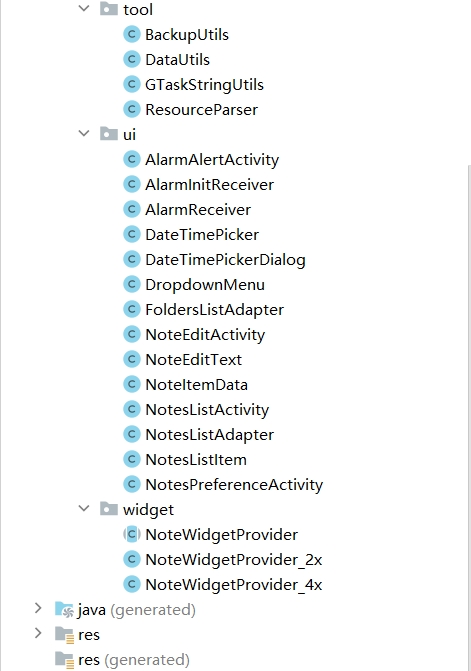 tool
BackupUtils
DataUtils
GTaskStringUtils
ResourceParser
ui
AlarmAlertActivity
AlarmInitReceiver
AlarmReceiver
DateTimePicker
DateTimePickerDialog
DropdownMenu
FoldersListAdapter
NoteEditActivity
NoteEditText
NoteItemData
NotesListActivity
NotesListAdapter
NotesListItem
NotesPreferenceActivity
widget
NoteWidgetProvider
NoteWidgetProvider_2x
NoteWidgetProvider_4x
java (generated)
res
res (generated)